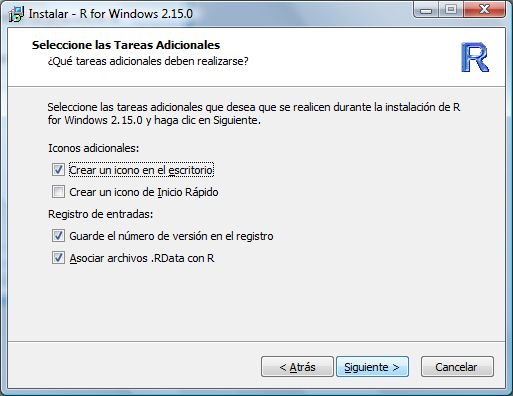 Instalar - R for Windows 2.15.0
Seleccione las Tareas Adicionales
¿Qué tareas adicionales deben realizarse?
R
Seleccione las tareas adicionales que desea que se realicen durante la instalación de R
for Windows 2.15.0 y haga clic en Siguiente.
Iconos adicionales:
Crear un icono en el escritorio
Crear un icono de Inicio Rápido
Registro de entradas:
Guarde el número de versión en el registro
Asociar archivos .RData con R
< Atrás
Siguiente >
Cancelar